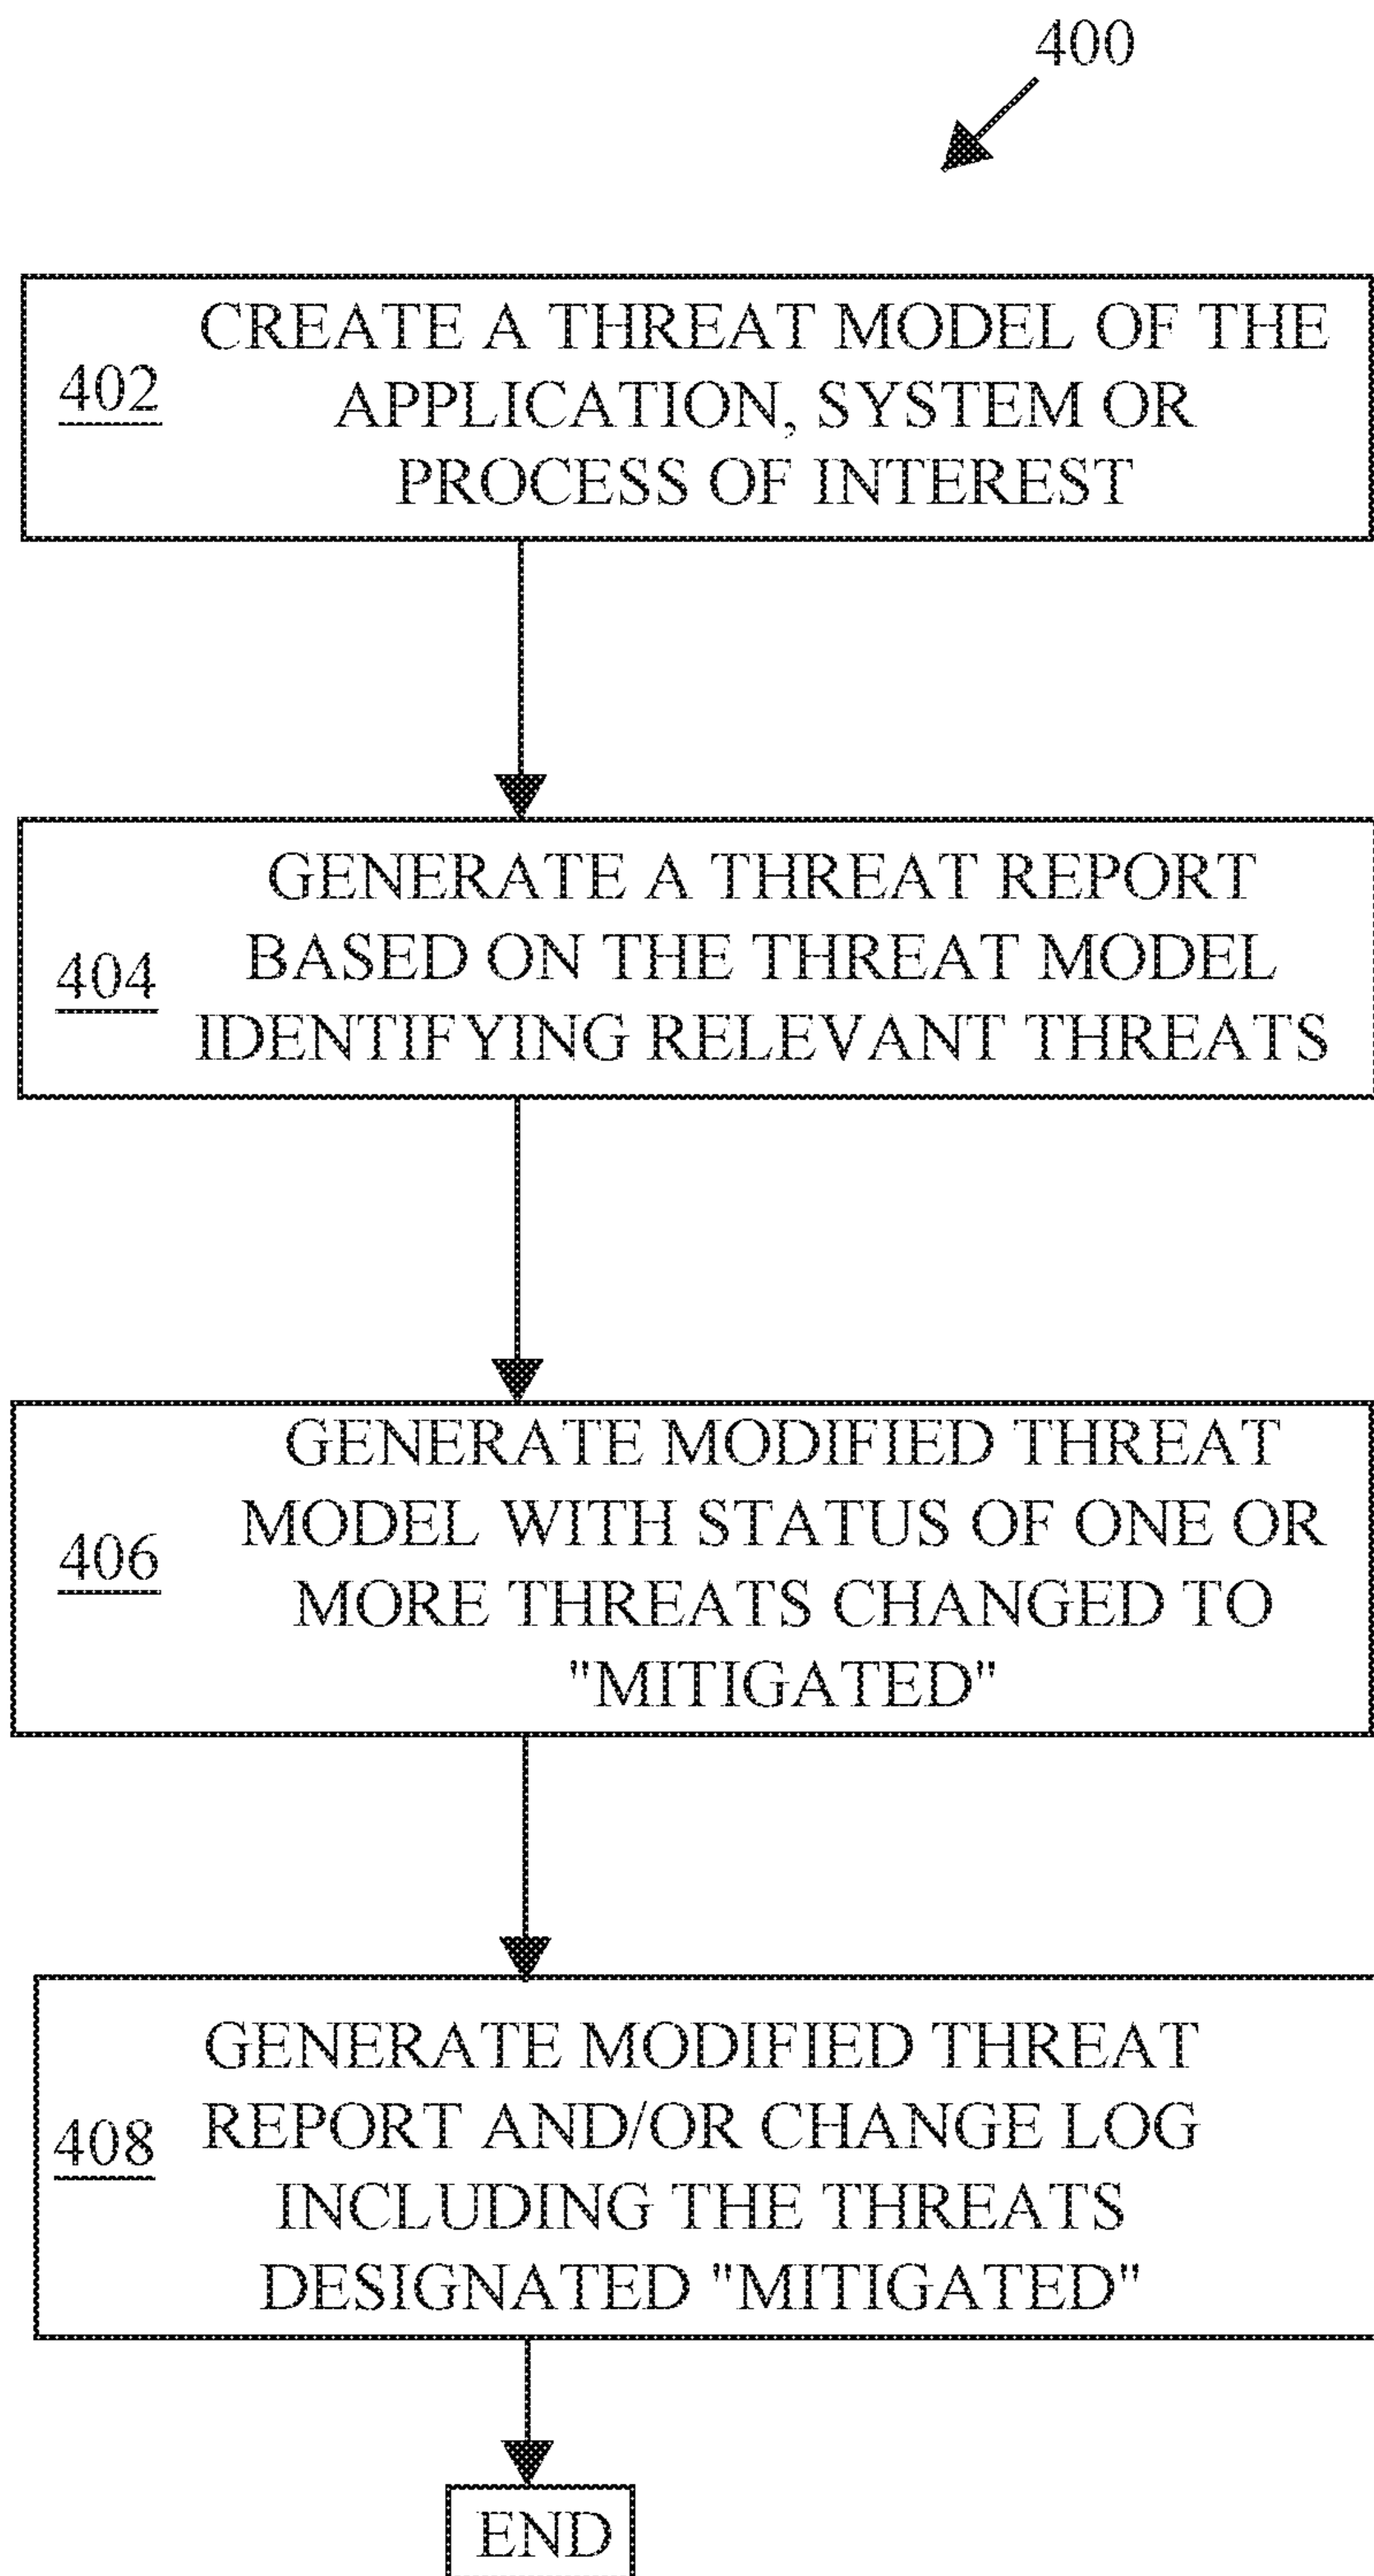 400
402
CREATE A THREAT MODEL OF THE
APPLICATION, SYSTEM OR
PROCESS OF INTEREST
404
GENERATE A THREAT REPORT
BASED ON THE THREAT MODEL
IDENTIFYING RELEVANT THREATS
406
GENERATE MODIFIED THREAT
MODEL WITH STATUS OF ONE OR
MORE THREATS CHANGED TO
"MITIGATED"
408
GENERATE MODIFIED THREAT
REPORT AND/OR CHANGE LOG
INCLUDING THE THREATS
DESIGNATED "MITIGATED"
END